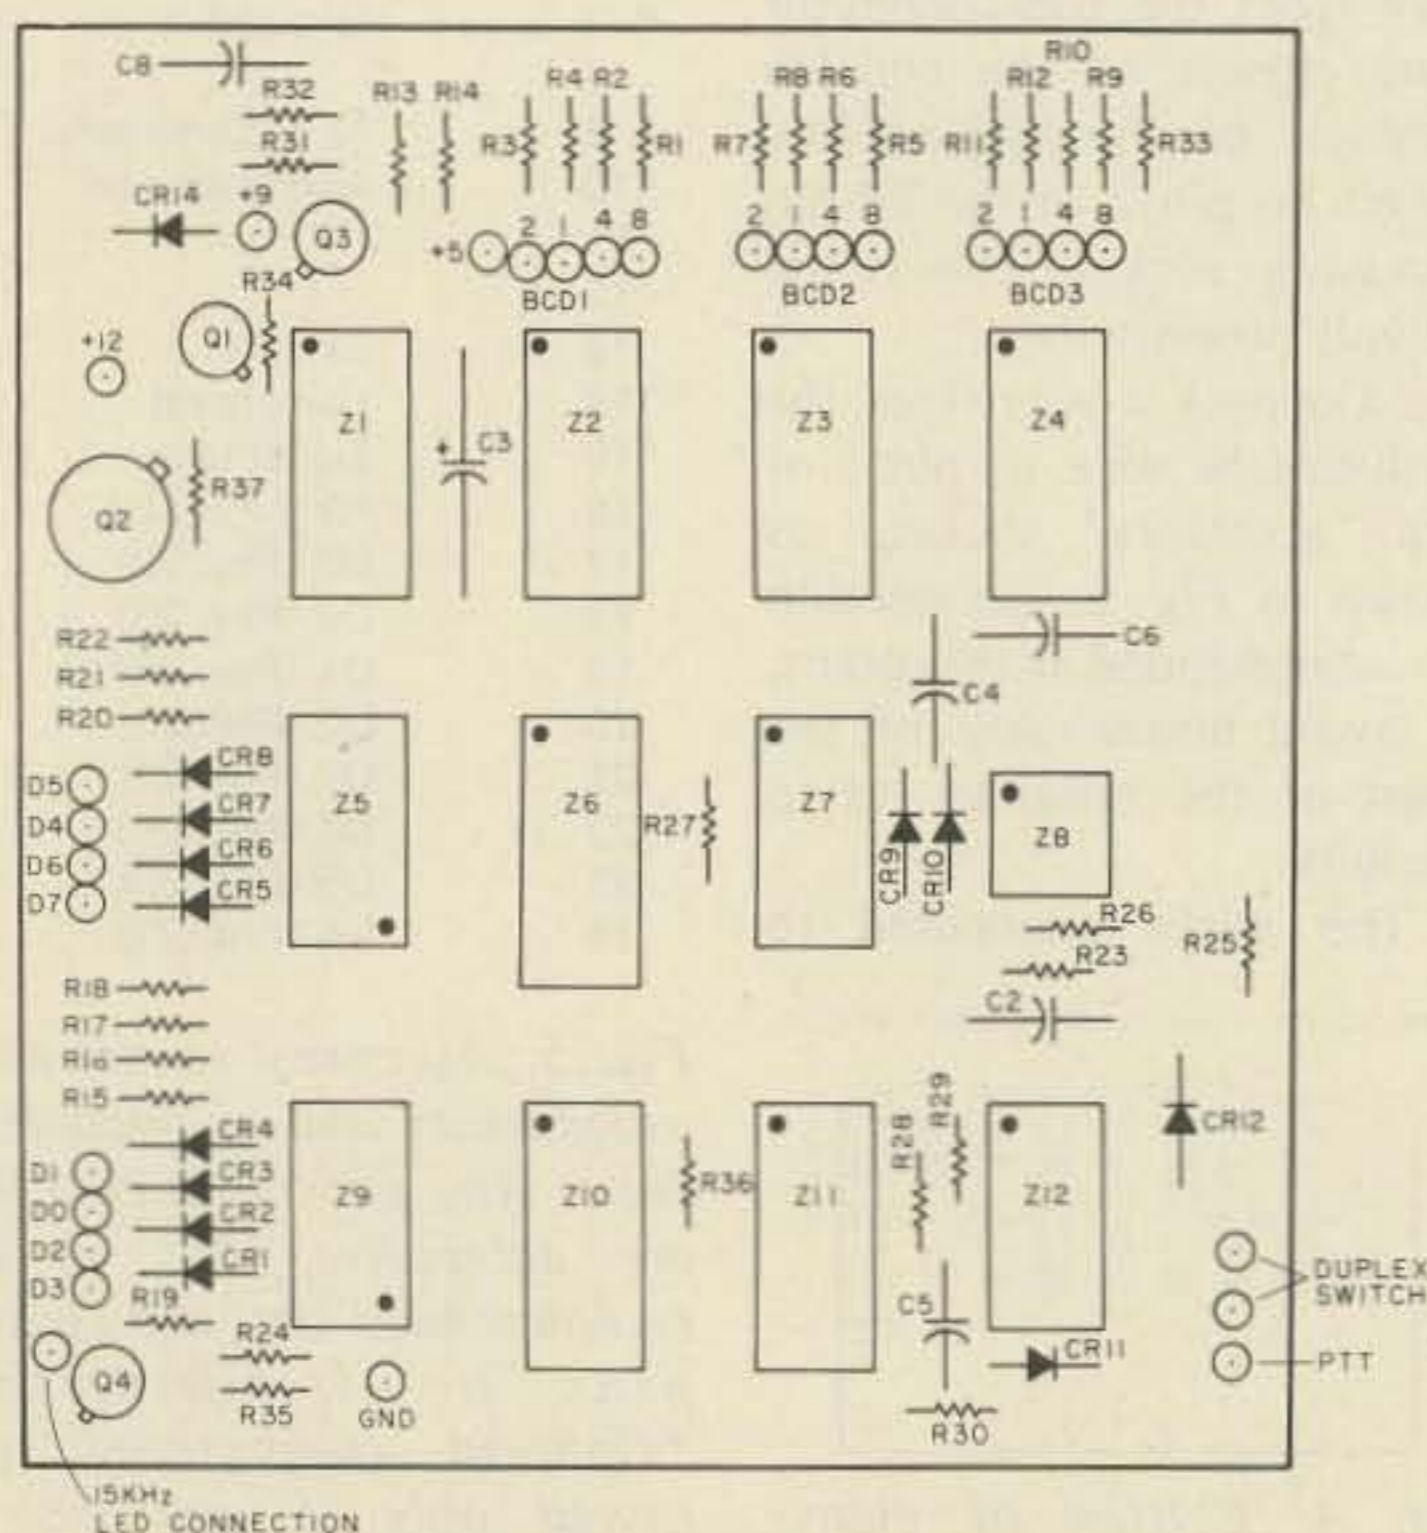 R10
C8
R4 R2
R8 R6
R12
R9
R32
R13 R14
R31
R3
R1
R7
R5
R11
R33
CR14
+9
Q3
2 1 4 8
2 1 4 8
2 1 4 8
+5
BCD1
BCD2
BCD3
R34
Q1
+12
Z1
+
C3
Z2
Z3
Z4
R37
Q2
R22
C6
R21
C4
R20
CR8
D5
CR7
Z5
Z6
Z7
D4
R27
Z8
CR6
D6
CR9
CR10
CR5
D7
R26
R25
R23
R18
C2
R17
R16
R15
R29
CR4
R28
CR12
D1
CR3
R36
Z9
Z10
Z11
Z12
D0
CR2
D2
CR1
D3
DUPLEX
SWITCH
R19
C5
R24
CR11
PTT
Q4
R35
GND
R30
15KHz
LED CONNECTION